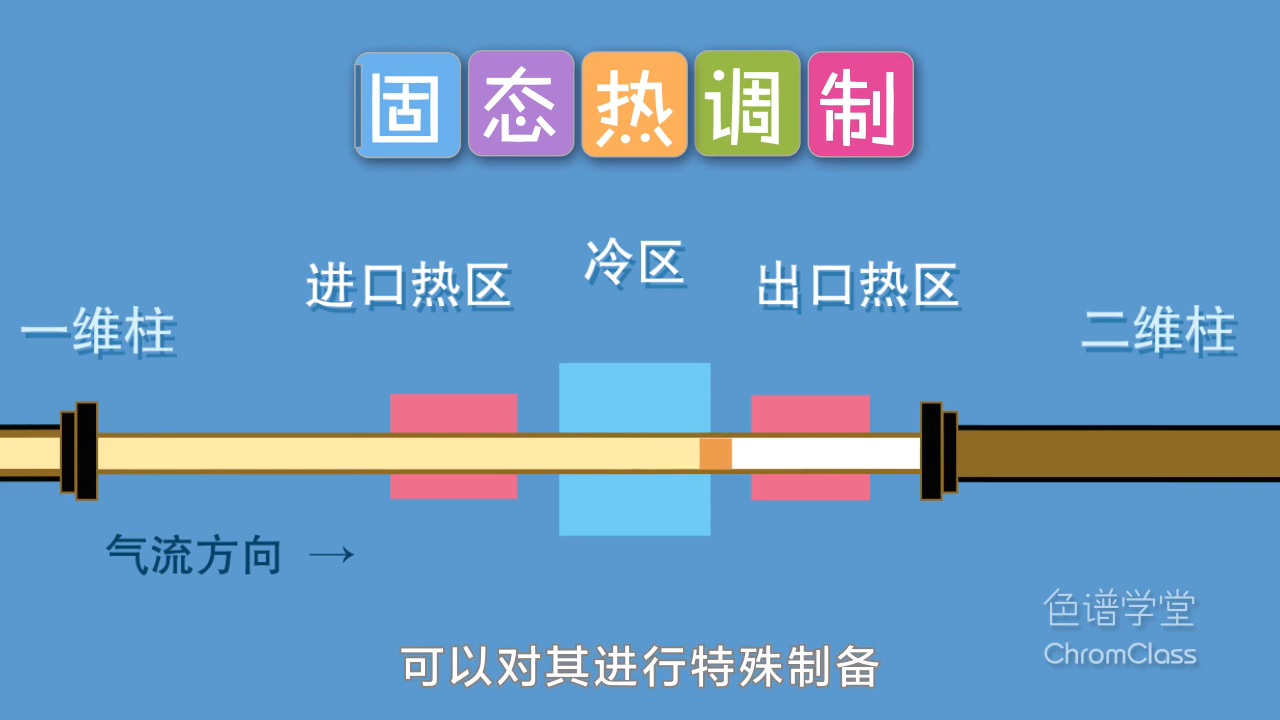 固态热调制
冷区
进口热区
出口热区
一维柱
二维柱
气流方向 →
色谱学堂
ChromClass
可以对其进行特殊制备